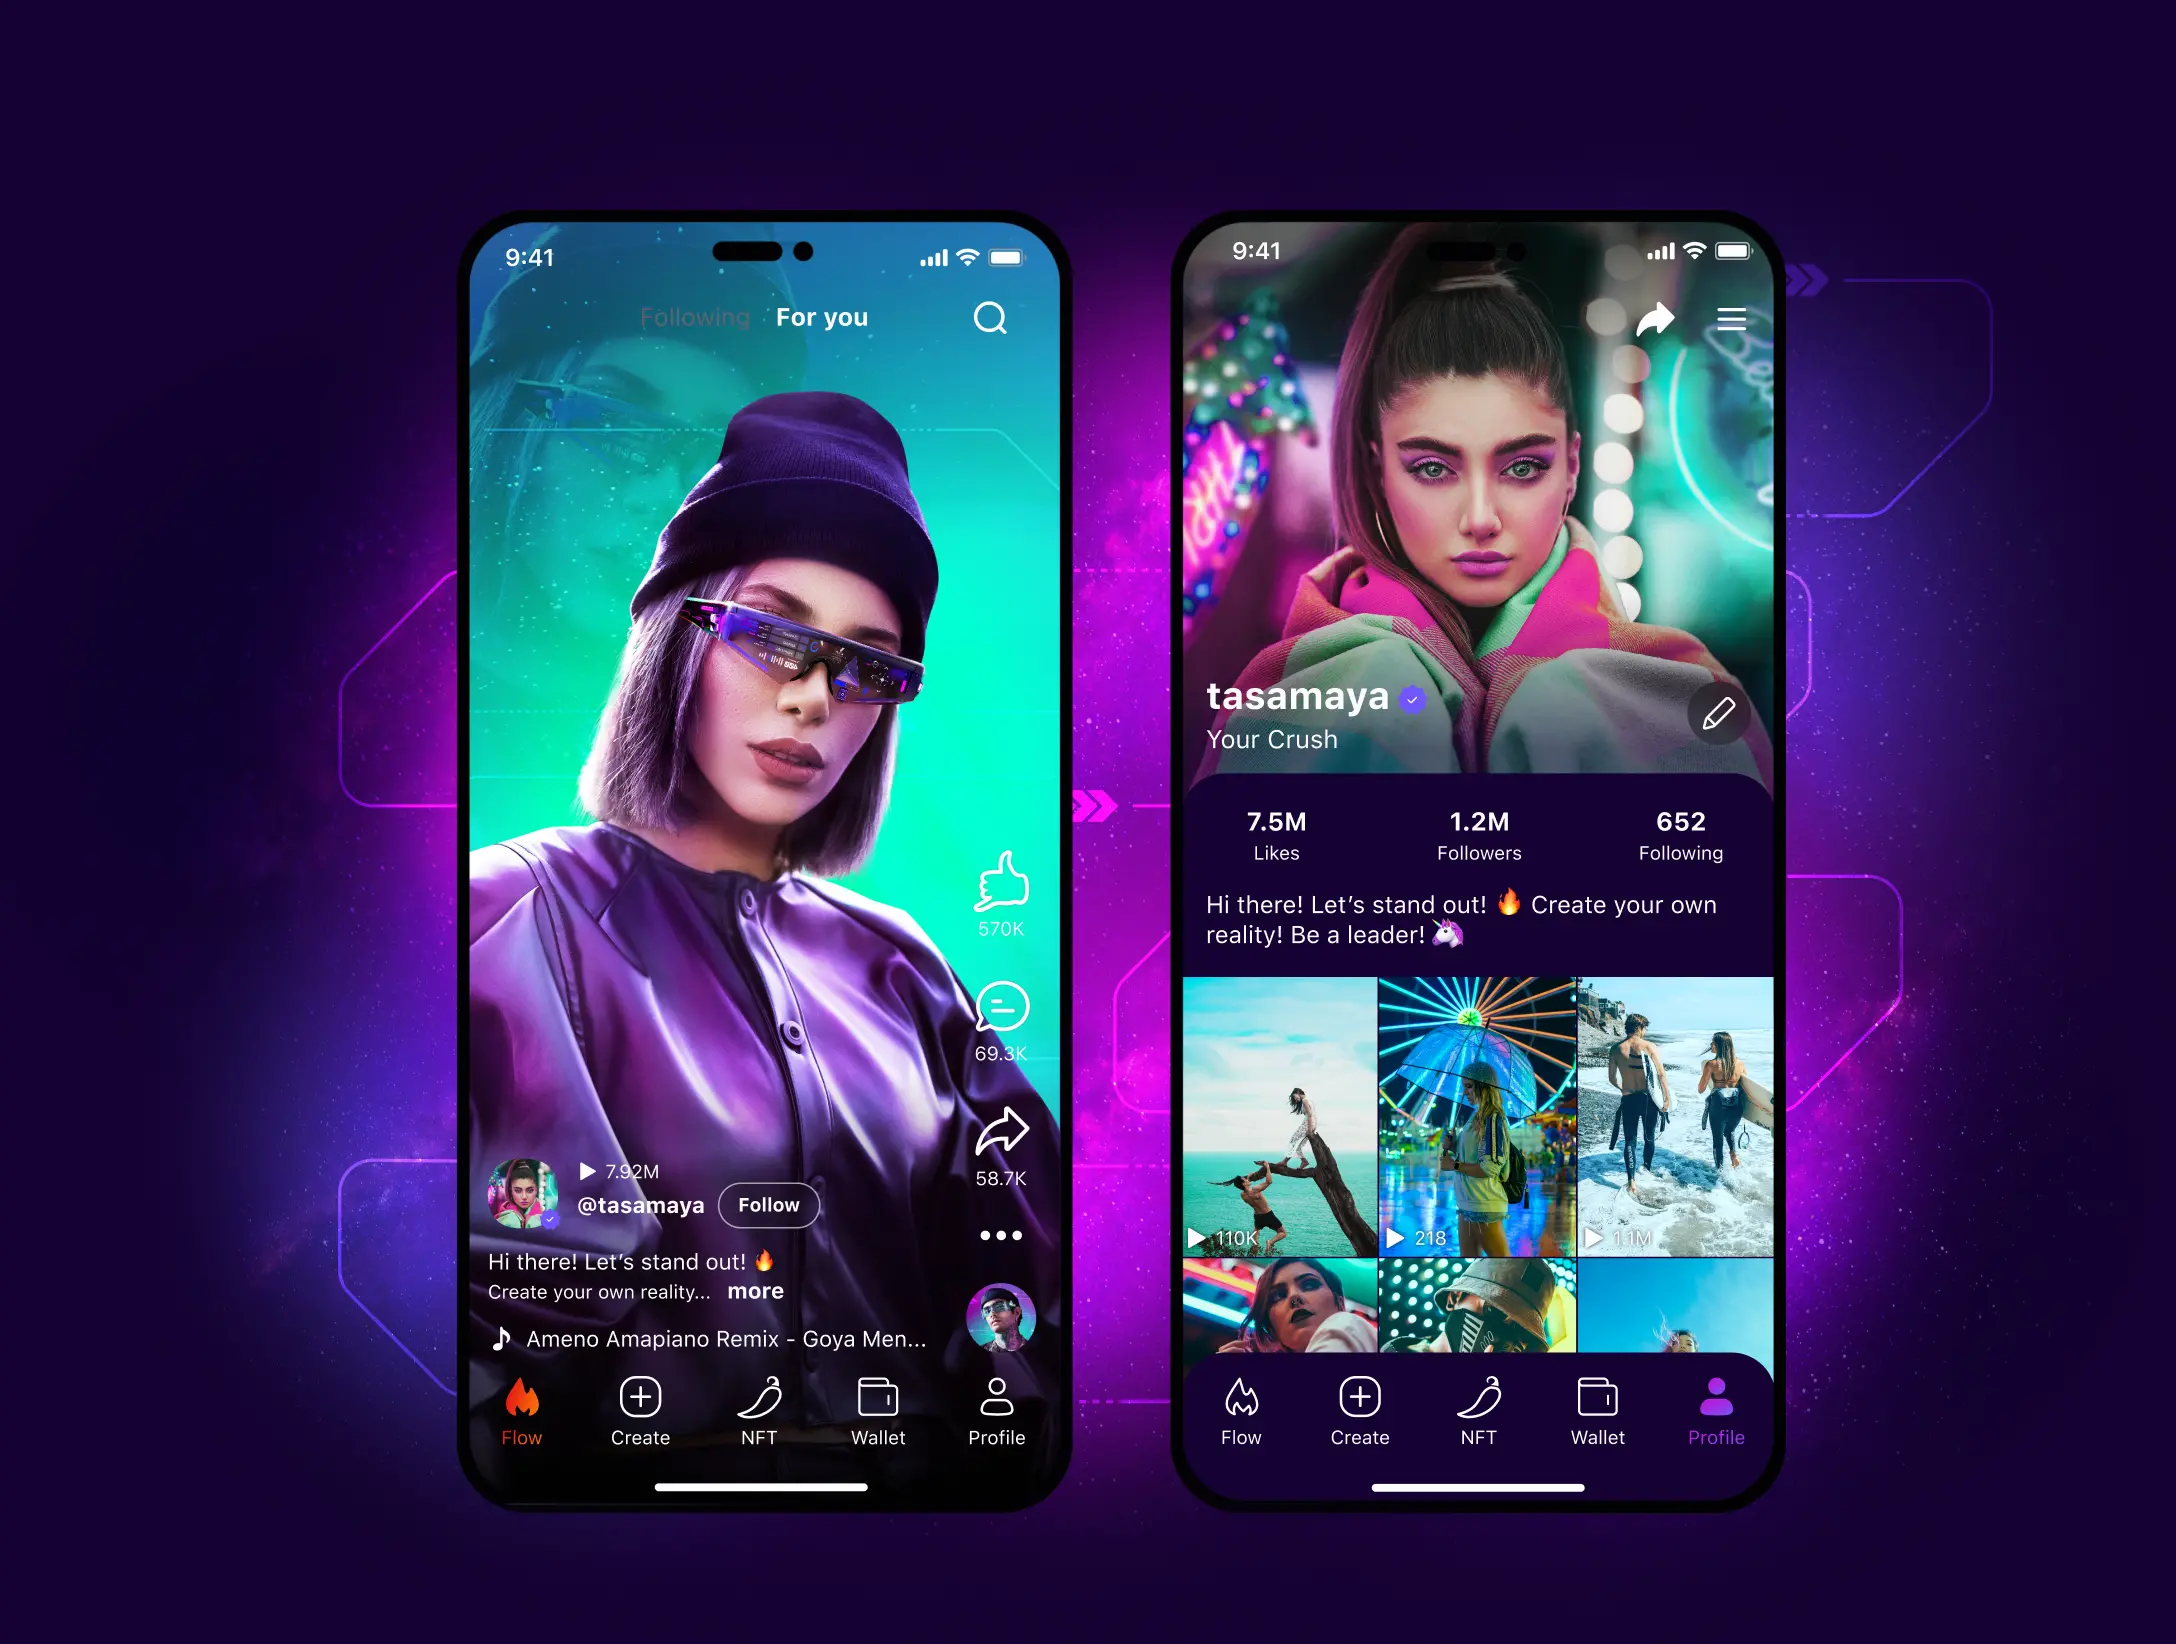 9:41
Following For you
570K
69.3K
58.7K
7.92M
@tasamaya Follow
Hi there! Let’s stand out! 🔥
Create your own reality... more
Ameno Amapiano Remix - Goya Men...
Flow Create NFT Wallet Profile
9:41
tasamaya
Your Crush
7.5M 1.2M 652
Likes Followers Following
Hi there! Let’s stand out! 🔥 Create your own
reality! Be a leader! 🦄
110K 218 1.1M
Flow Create NFT Wallet Profile